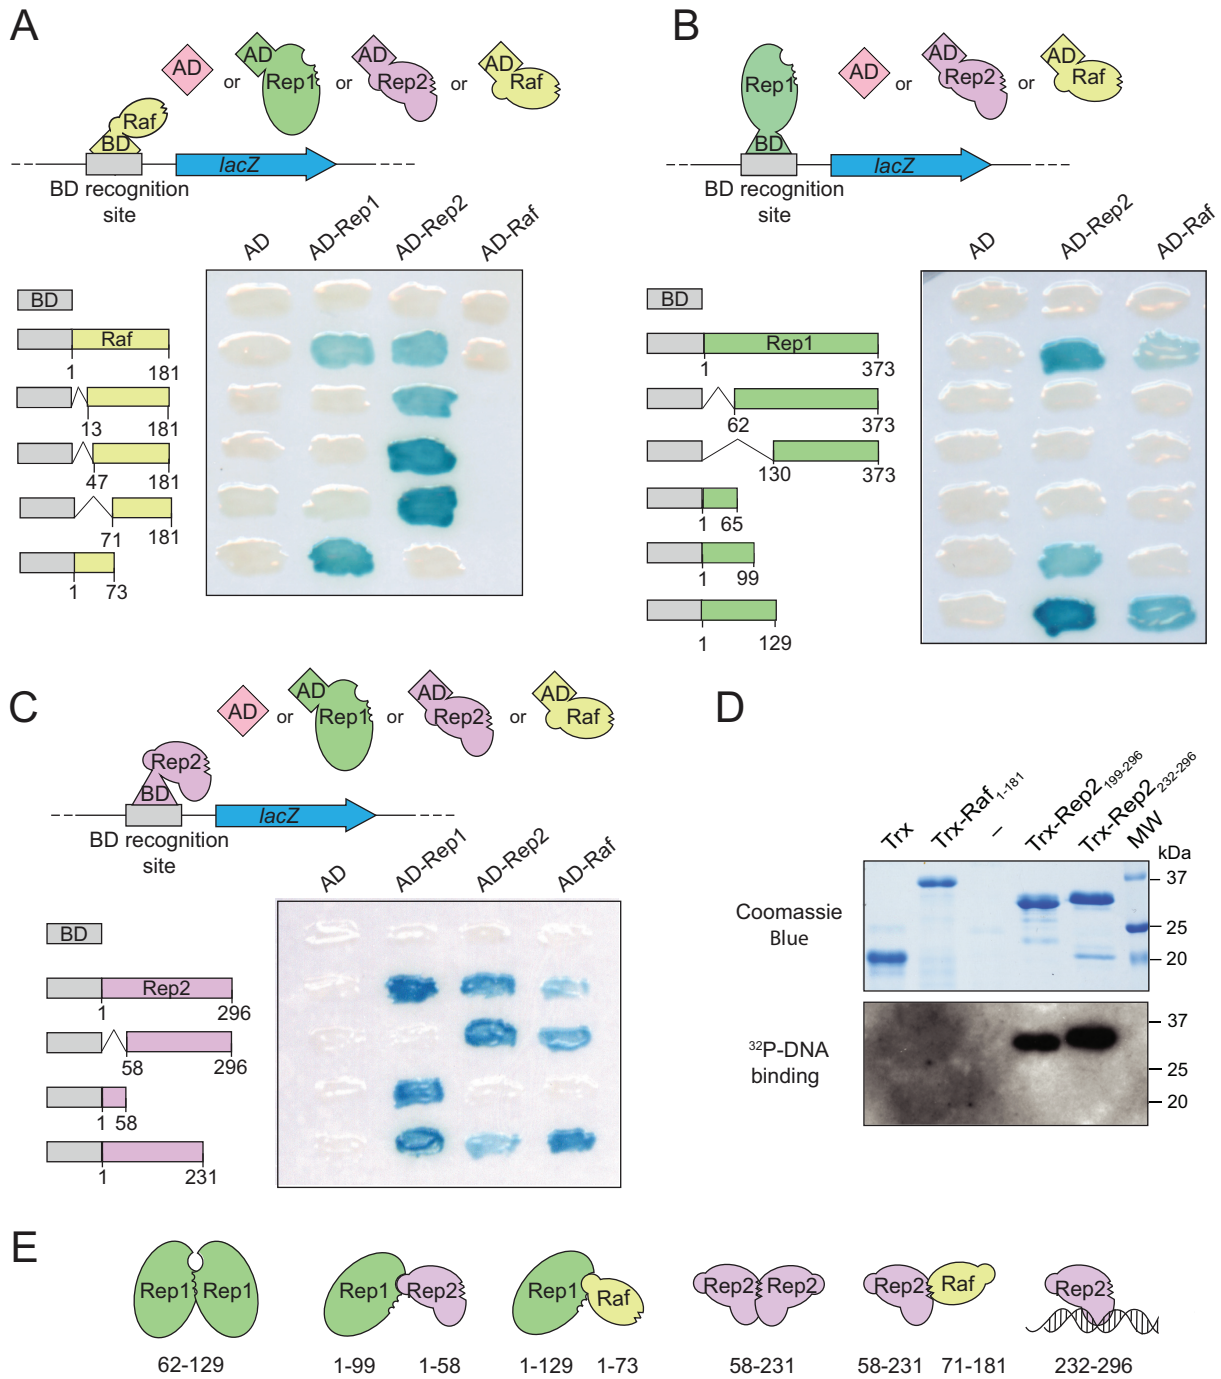 A
AD or AD Rep1 or AD Rep2 or AD Raf
Raf
BD
lacZ
BD recognition
site
AD AD-Rep1 AD-Rep2 AD-Raf
BD
Raf
1 181
13 181
47 181
71 181
1 73
B
Rep1 AD or AD Rep2 or AD Raf
BD
lacZ
BD recognition
site
AD AD-Rep2 AD-Raf
BD
Rep1
1 373
62 373
130 373
1 65
1 99
1 129
C
AD or AD Rep1 or AD Rep2 or AD Raf
Rep2
BD
lacZ
BD recognition
site
AD AD-Rep1 AD-Rep2 AD-Raf
BD
Rep2
1 296
58 296
1 58
1 231
D
Trx Trx-Raf1-181 – Trx-Rep2199-296 Trx-Rep2232-296 MW
kDa
Coomassie
Blue
37
25
20
32P-DNA
binding
37
25
20
E
Rep1 Rep1 Rep1 Rep2 Rep1 Raf Rep2 Rep2 Rep2 Raf Rep2
62-129 1-99 1-58 1-129 1-73 58-231 58-231 71-181 232-296